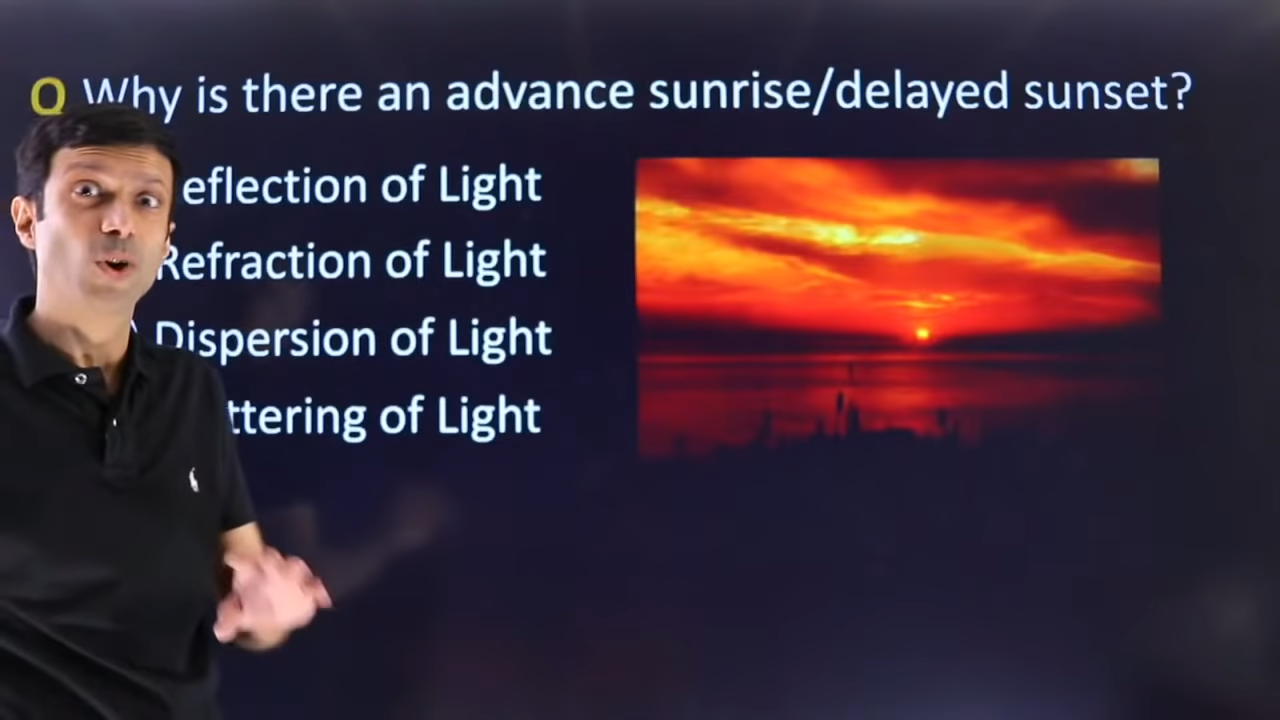 Q Why is there an advance sunrise/delayed sunset?
eflection of Light
Refraction of Light
) Dispersion of Light
ttering of Light